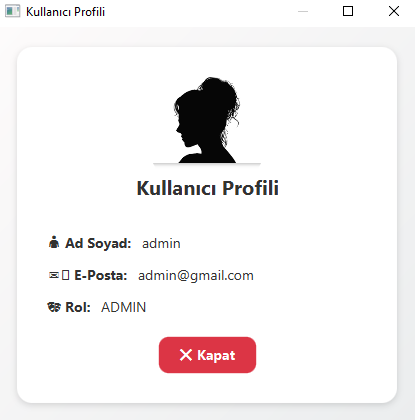 Kullanıcı Profili
Kullanıcı Profili
Ad Soyad: admin
E-Posta: admin@gmail.com
Rol: ADMIN
Kapat